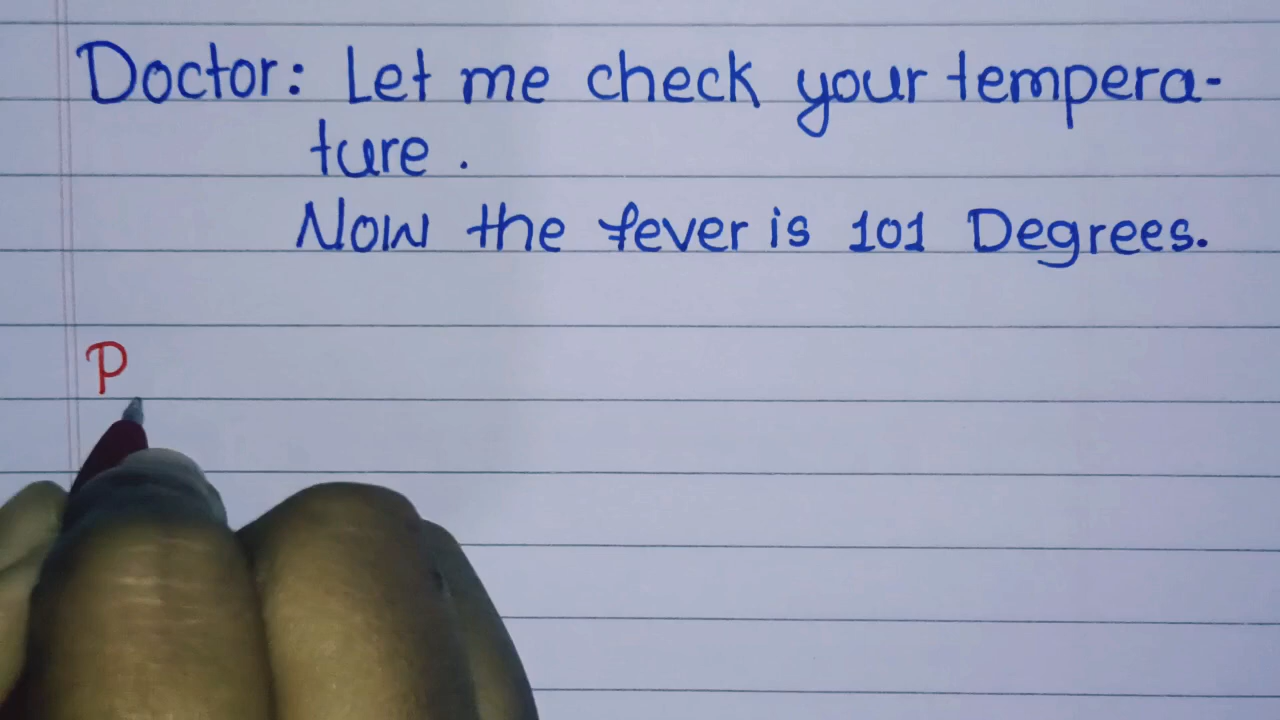 Doctor: Let me check your tempera-
ture.
Now the fever is 101 Degrees.
P